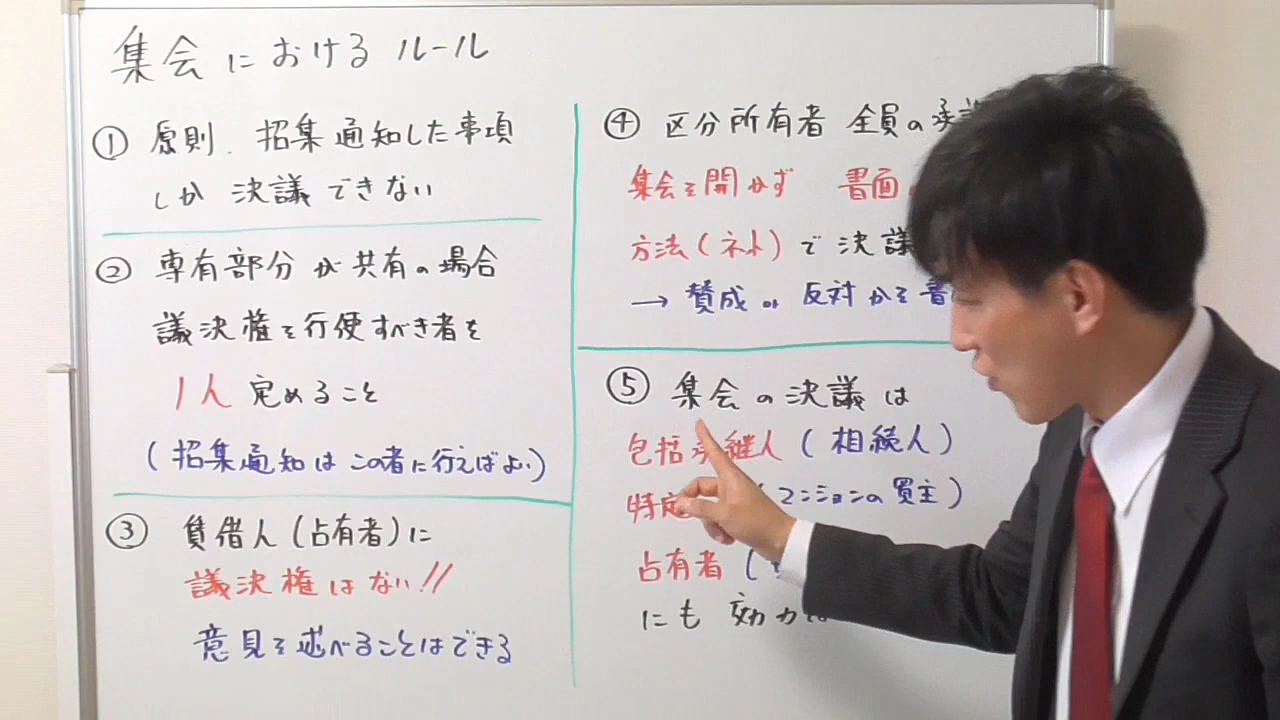 集会におけるルール
① 原則、招集通知した事項
しか決議できない
② 専有部分が共有の場合
議決権を行使すべき者を
1人定めること
(招集通知はこの者に行えばよい)
③ 賃借人(占有者)に
議決権はない!!
意見を述べることはできる
④ 区分所有者 全員の承
集会を開かず 書面
方法(ネット)で決議
→ 賛成or反対かを書
⑤ 集会の決議は
包括承継人(相続人)
特定 (マンションの買主)
占有者(
にも効力は